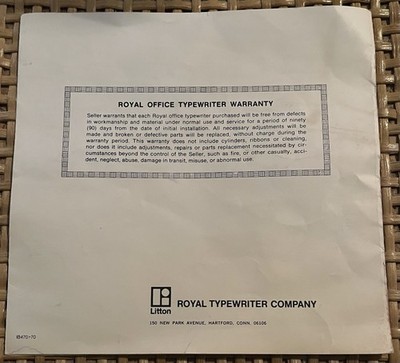 ROYAL OFFICE TYPEWRITER WARRANTY
Seller warrants that each Royal office typewriter purchased will be free from defects
in workmanship and material under normal use and service for a period of ninety
(90) days from the date of initial installation. All necessary adjustments will be
made and broken or defective parts will be replaced, without charge during the
warranty period. This warranty does not include cylinders, ribbons or cleaning,
nor does it include adjustments, repairs or parts replacement necessitated by cir-
cumstances beyond the control of the Seller, such as fire, or other casualty, acci-
dent, neglect, abuse, damage in transit, misuse, or abnormal use.
Litton
ROYAL TYPEWRITER COMPANY
150 NEW PARK AVENUE, HARTFORD, CONN. 06106